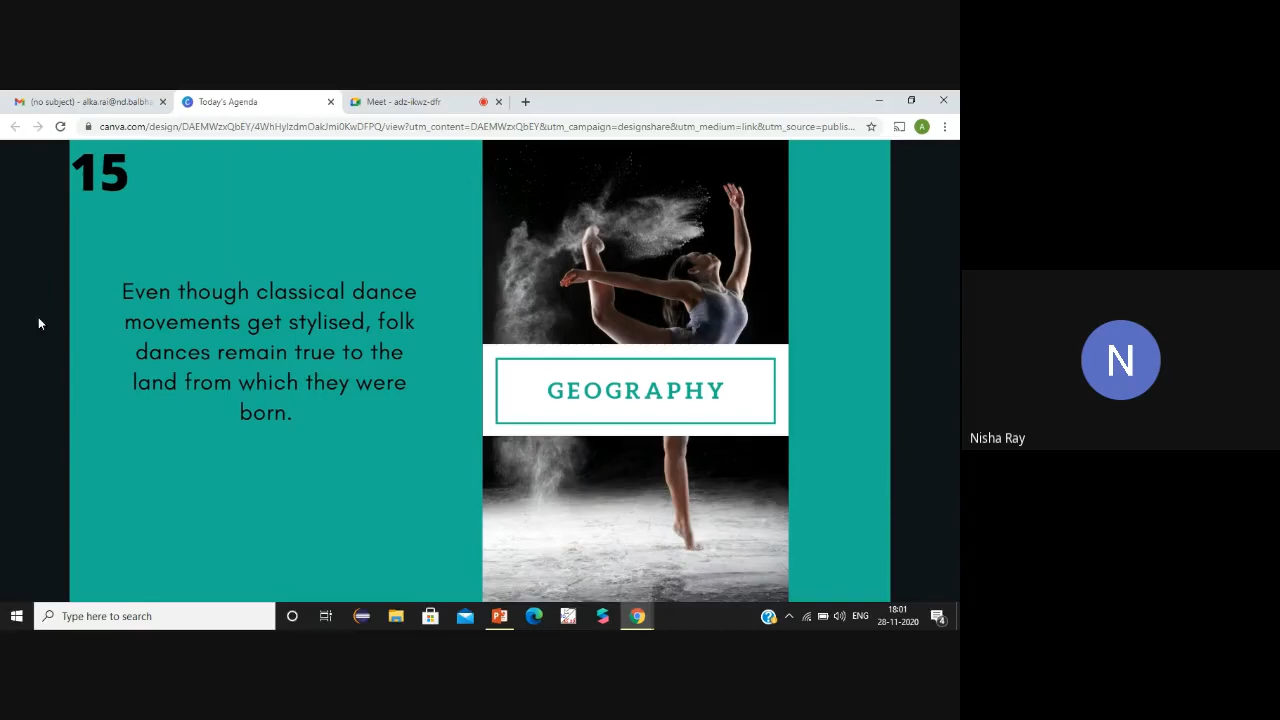 (no subject) - alka.rai@nd.balbha
Today's Agenda
Meet - adz-ikwz-dfr
canva.com/design/DAEMWzxQbEY/4WhHylzdmOakJmi0KwDFPQ/view?utm_content=DAEMWzxQbEY&utm_campaign=designshare&utm_medium=link&utm_source=publis...
A
15
Even though classical dance
movements get stylised, folk
dances remain true to the
land from which they were
born.
GEOGRAPHY
N
Nisha Ray
Type here to search
ENG
18:01
28-11-2020
4